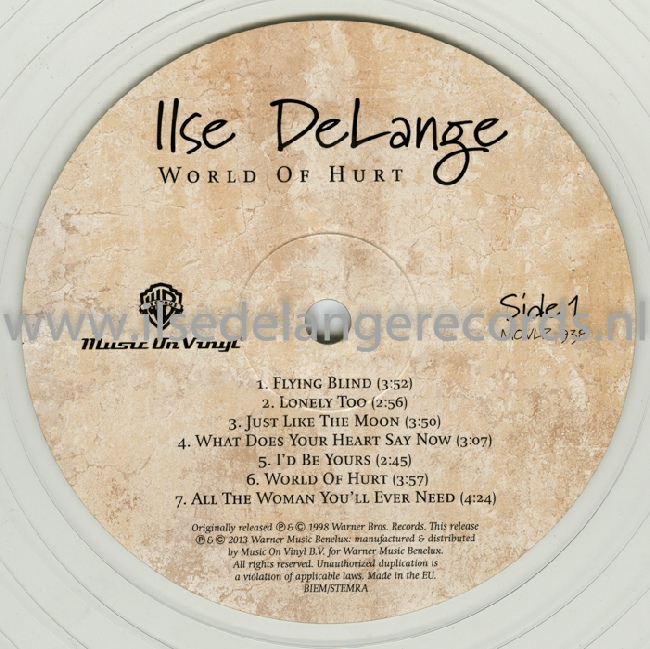 Ilse DeLange
World Of Hurt
www.ilsedelangerecords.nl
Music On Vinyl
Side 1
1. Flying Blind (3:52)
2. Lonely Too (2:56)
3. Just Like The Moon (3:50)
4. What Does Your Heart Say Now (3:07)
5. I'd Be Yours (2:45)
6. World Of Hurt (3:57)
7. All The Woman You'll Ever Need (4:24)
Originally released ℗ & © 1998 Warner Bros. Records. This release
℗ & © 2013 Warner Music Benelux: manufactured & distributed
by Music On Vinyl B.V. for Warner Music Benelux.
All rights reserved. Unauthorized duplication is
a violation of applicable laws. Made in the EU.
BIEM/STEMRA